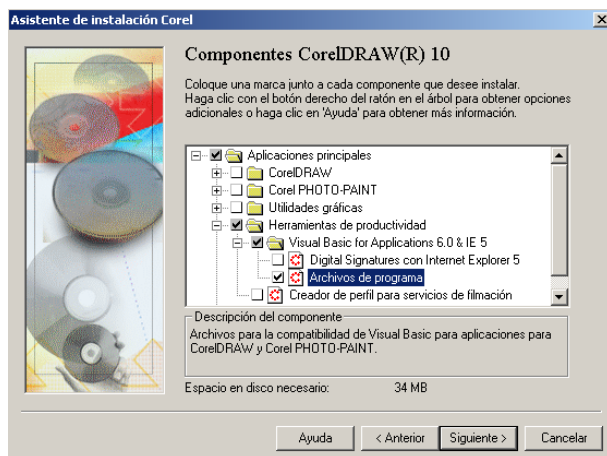 Asistente de instalación Corel
Componentes CorelDRAW(R) 10
Coloque una marca junto a cada componente que desee instalar.
Haga clic con el botón derecho del ratón en el árbol para obtener opciones
adicionales o haga clic en 'Ayuda' para obtener más información.
Aplicaciones principales
CorelDRAW
Corel PHOTO-PAINT
Utilidades gráficas
Herramientas de productividad
Visual Basic for Applications 6.0 & IE 5
Digital Signatures con Internet Explorer 5
Archivos de programa
Creador de perfil para servicios de filmación
Descripción del componente
Archivos para la compatibilidad de Visual Basic para aplicaciones para
CorelDRAW y Corel PHOTO-PAINT.
Espacio en disco necesario: 34 MB
Ayuda < Anterior Siguiente > Cancelar